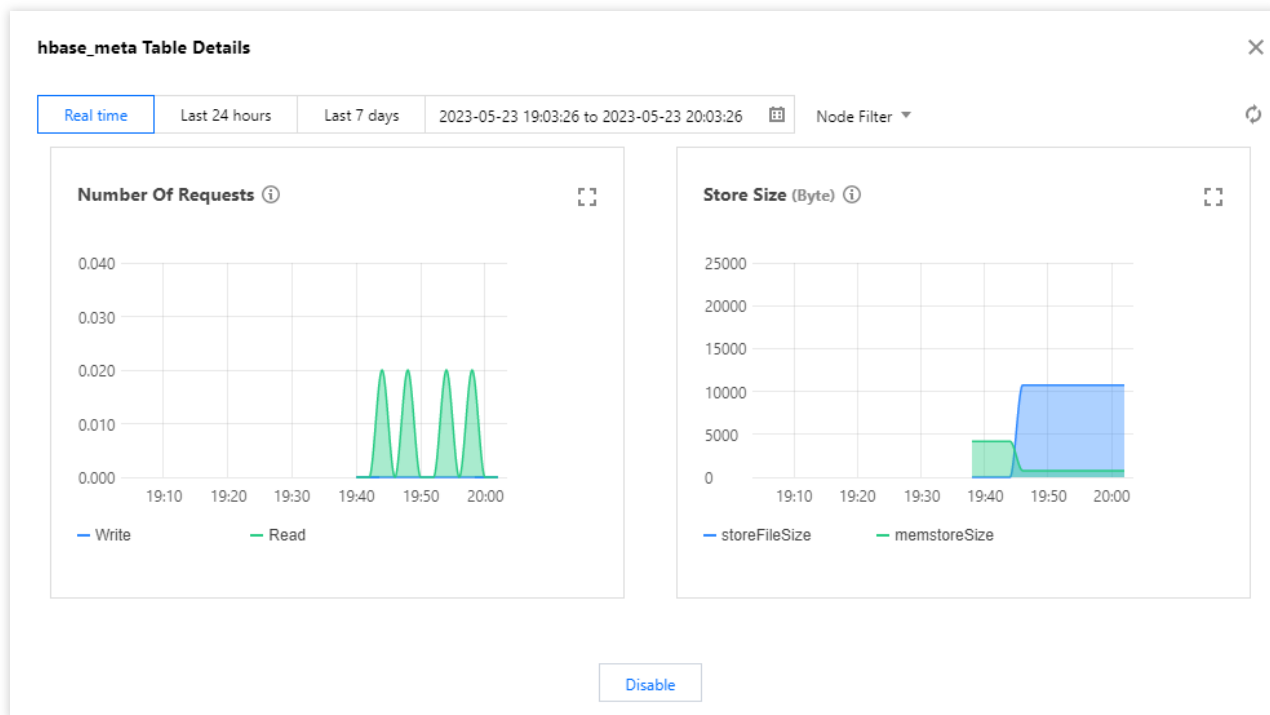 hbase_meta Table Details
Real time Last 24 hours Last 7 days 2023-05-23 19:03:26 to 2023-05-23 20:03:26 Node Filter
Number Of Requests
0.040
0.030
0.020
0.010
0.000
19:10 19:20 19:30 19:40 19:50 20:00
Write Read
Store Size (Byte)
25000
20000
15000
10000
5000
0
19:10 19:20 19:30 19:40 19:50 20:00
storeFileSize memstoreSize
Disable